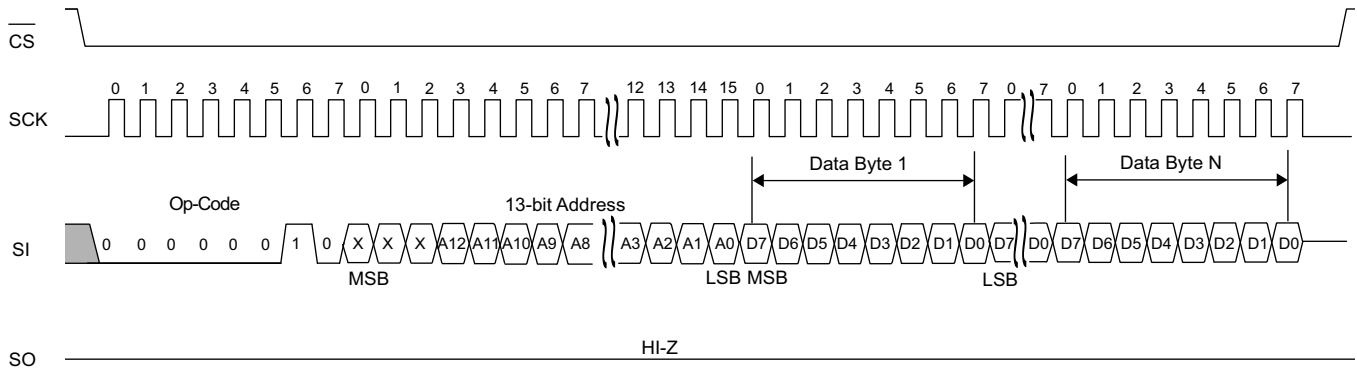 CS
0 1 2 3 4 5 6 7 0 1 2 3 4 5 6 7 12 13 14 15 0 1 2 3 4 5 6 7 0 7 0 1 2 3 4 5 6 7
SCK
Data Byte 1 Data Byte N
Op-Code 13-bit Address
SI 0 0 0 0 0 0 1 0 X X X A12 A11 A10 A9 A8 A3 A2 A1 A0 D7 D6 D5 D4 D3 D2 D1 D0 D7 D0 D7 D6 D5 D4 D3 D2 D1 D0
MSB LSB MSB LSB
HI-Z
SO